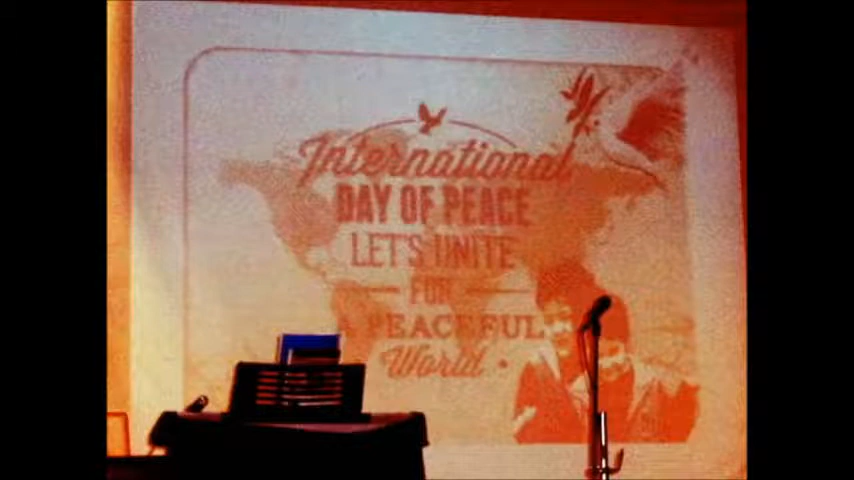 International
DAY OF PEACE
LET'S UNITE
FOR
A PEACEFUL
World